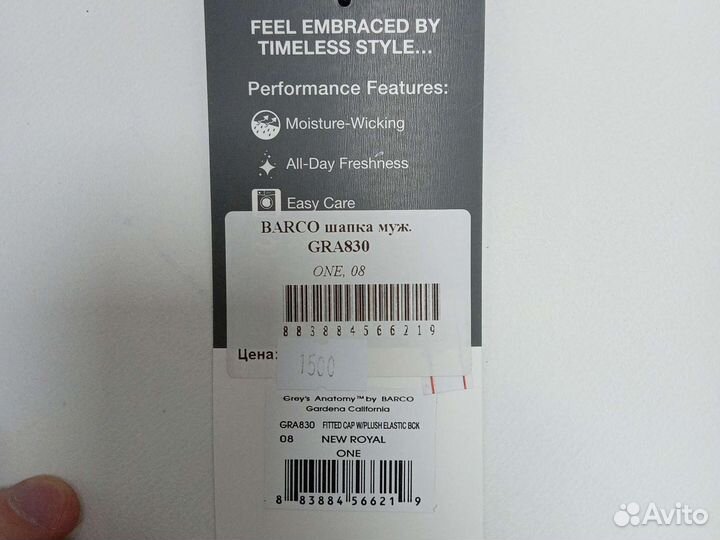 FEEL EMBRACED BY
TIMELESS STYLE...
Performance Features:
Moisture-Wicking
All-Day Freshness
Easy Care
BARCO шапка муж.
GRA830
ONE, 08
883884566219
Цена:
1500
Grey's Anatomy™ by BARCO
Gardena California
GRA830 FITTED CAP W/PLUSH ELASTIC BCK
08 NEW ROYAL
ONE
8 83884 56621 9
Avito